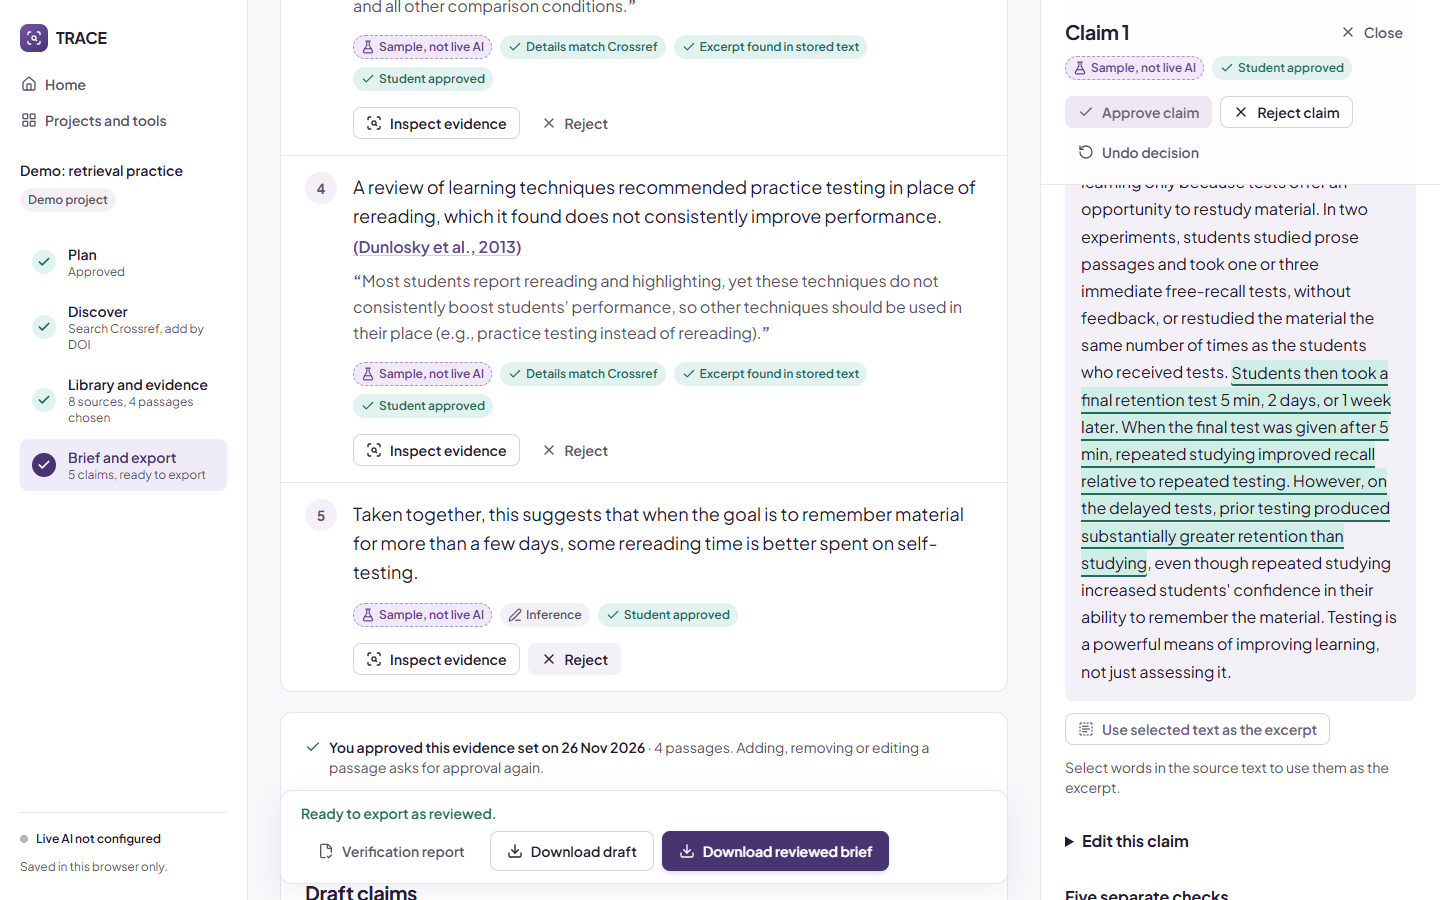 TRACE
Home
Projects and tools
Demo: retrieval practice
Demo project
Plan
Approved
Discover
Search Crossref, add by
DOI
Library and evidence
8 sources, 4 passages
chosen
Brief and export
5 claims, ready to export
Live AI not configured
Saved in this browser only.
and all other comparison conditions.”
Sample, not live AI
Details match Crossref
Excerpt found in stored text
Student approved
Inspect evidence
Reject
4
A review of learning techniques recommended practice testing in place of
rereading, which it found does not consistently improve performance.
(Dunlosky et al., 2013)
“Most students report rereading and highlighting, yet these techniques do not
consistently boost students’ performance, so other techniques should be used in
their place (e.g., practice testing instead of rereading).”
Sample, not live AI
Details match Crossref
Excerpt found in stored text
Student approved
Inspect evidence
Reject
5
Taken together, this suggests that when the goal is to remember material
for more than a few days, some rereading time is better spent on self-
testing.
Sample, not live AI
Inference
Student approved
Inspect evidence
Reject
You approved this evidence set on 26 Nov 2026 · 4 passages. Adding, removing or editing a
passage asks for approval again.
Ready to export as reviewed.
Verification report
Download draft
Download reviewed brief
Draft claims
Claim 1
Close
Sample, not live AI
Student approved
Approve claim
Reject claim
Undo decision
learning only because tests offer an
opportunity to restudy material. In two
experiments, students studied prose
passages and took one or three
immediate free-recall tests, without
feedback, or restudied the material the
same number of times as the students
who received tests. Students then took a
final retention test 5 min, 2 days, or 1 week
later. When the final test was given after 5
min, repeated studying improved recall
relative to repeated testing. However, on
the delayed tests, prior testing produced
substantially greater retention than
studying, even though repeated studying
increased students' confidence in their
ability to remember the material. Testing is
a powerful means of improving learning,
not just assessing it.
Use selected text as the excerpt
Select words in the source text to use them as the
excerpt.
Edit this claim
Five separate checks